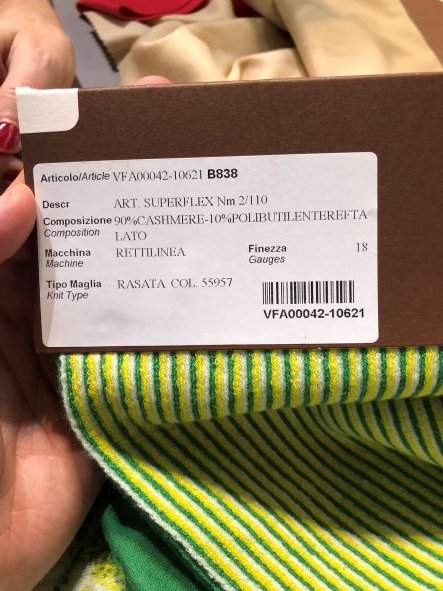 Articolo/Article VFA00042-10621 B838
Descr ART. SUPERFLEX Nm 2/110
Composizione 90%CASHMERE-10%POLIBUTILENTEREFTA
Composition LATO
Macchina RETTILINEA Finezza 18
Machine Gauges
Tipo Maglia RASATA COL. 55957
Knit Type
VFA00042-10621